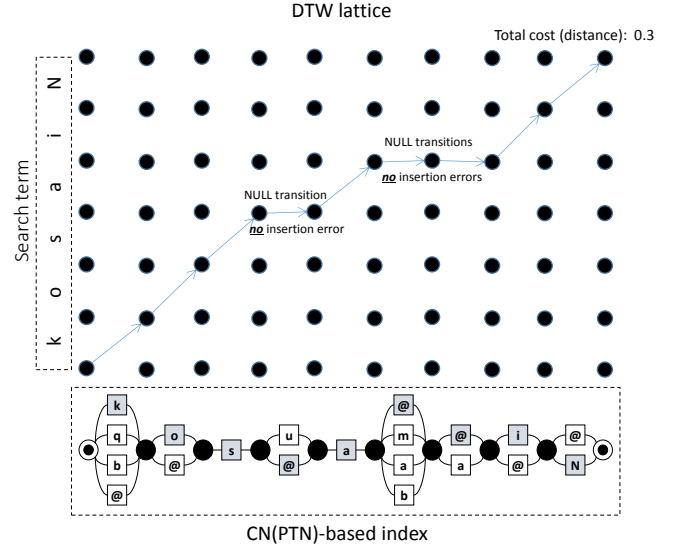 DTW lattice
Total cost (distance): 0.3
Search term
k o s a i N
NULL transitions
no insertion errors
NULL transition
no insertion error
k @
q o u m @ i @
s a
b @ @ a a @ N
@ b
CN(PTN)-based index